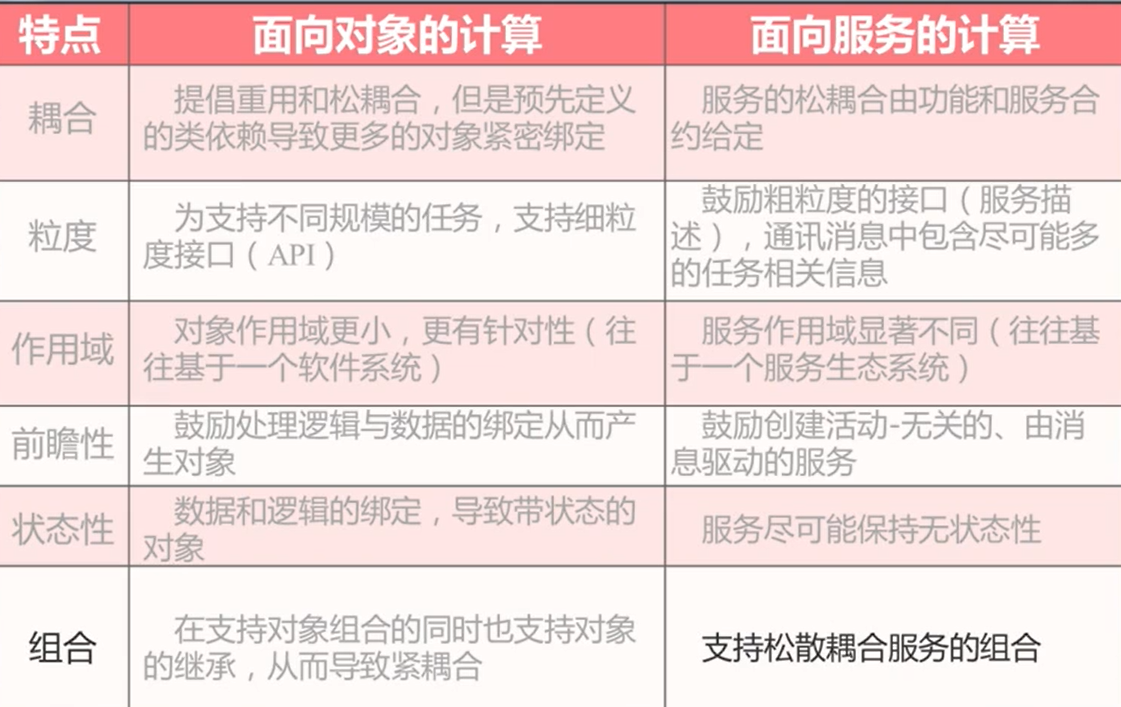 特点 面向对象的计算 面向服务的计算
耦合
提倡重用和松耦合，但是预先定义
的类依赖导致更多的对象紧密绑定
服务的松耦合由功能和服务合
约给定
粒度
为支持不同规模的任务，支持细粒
度接口（API）
鼓励粗粒度的接口（服务描
述），通讯消息中包含尽可能多
的任务相关信息
作用域
对象作用域更小，更有针对性（往
往基于一个软件系统）
服务作用域显著不同（往往基
于一个服务生态系统）
前瞻性
鼓励处理逻辑与数据的绑定从而产
生对象
鼓励创建活动-无关的、由消
息驱动的服务
状态性
数据和逻辑的绑定，导致带状态的
对象
服务尽可能保持无状态性
组合
在支持对象组合的同时也支持对象
的继承，从而导致紧耦合
支持松散耦合服务的组合